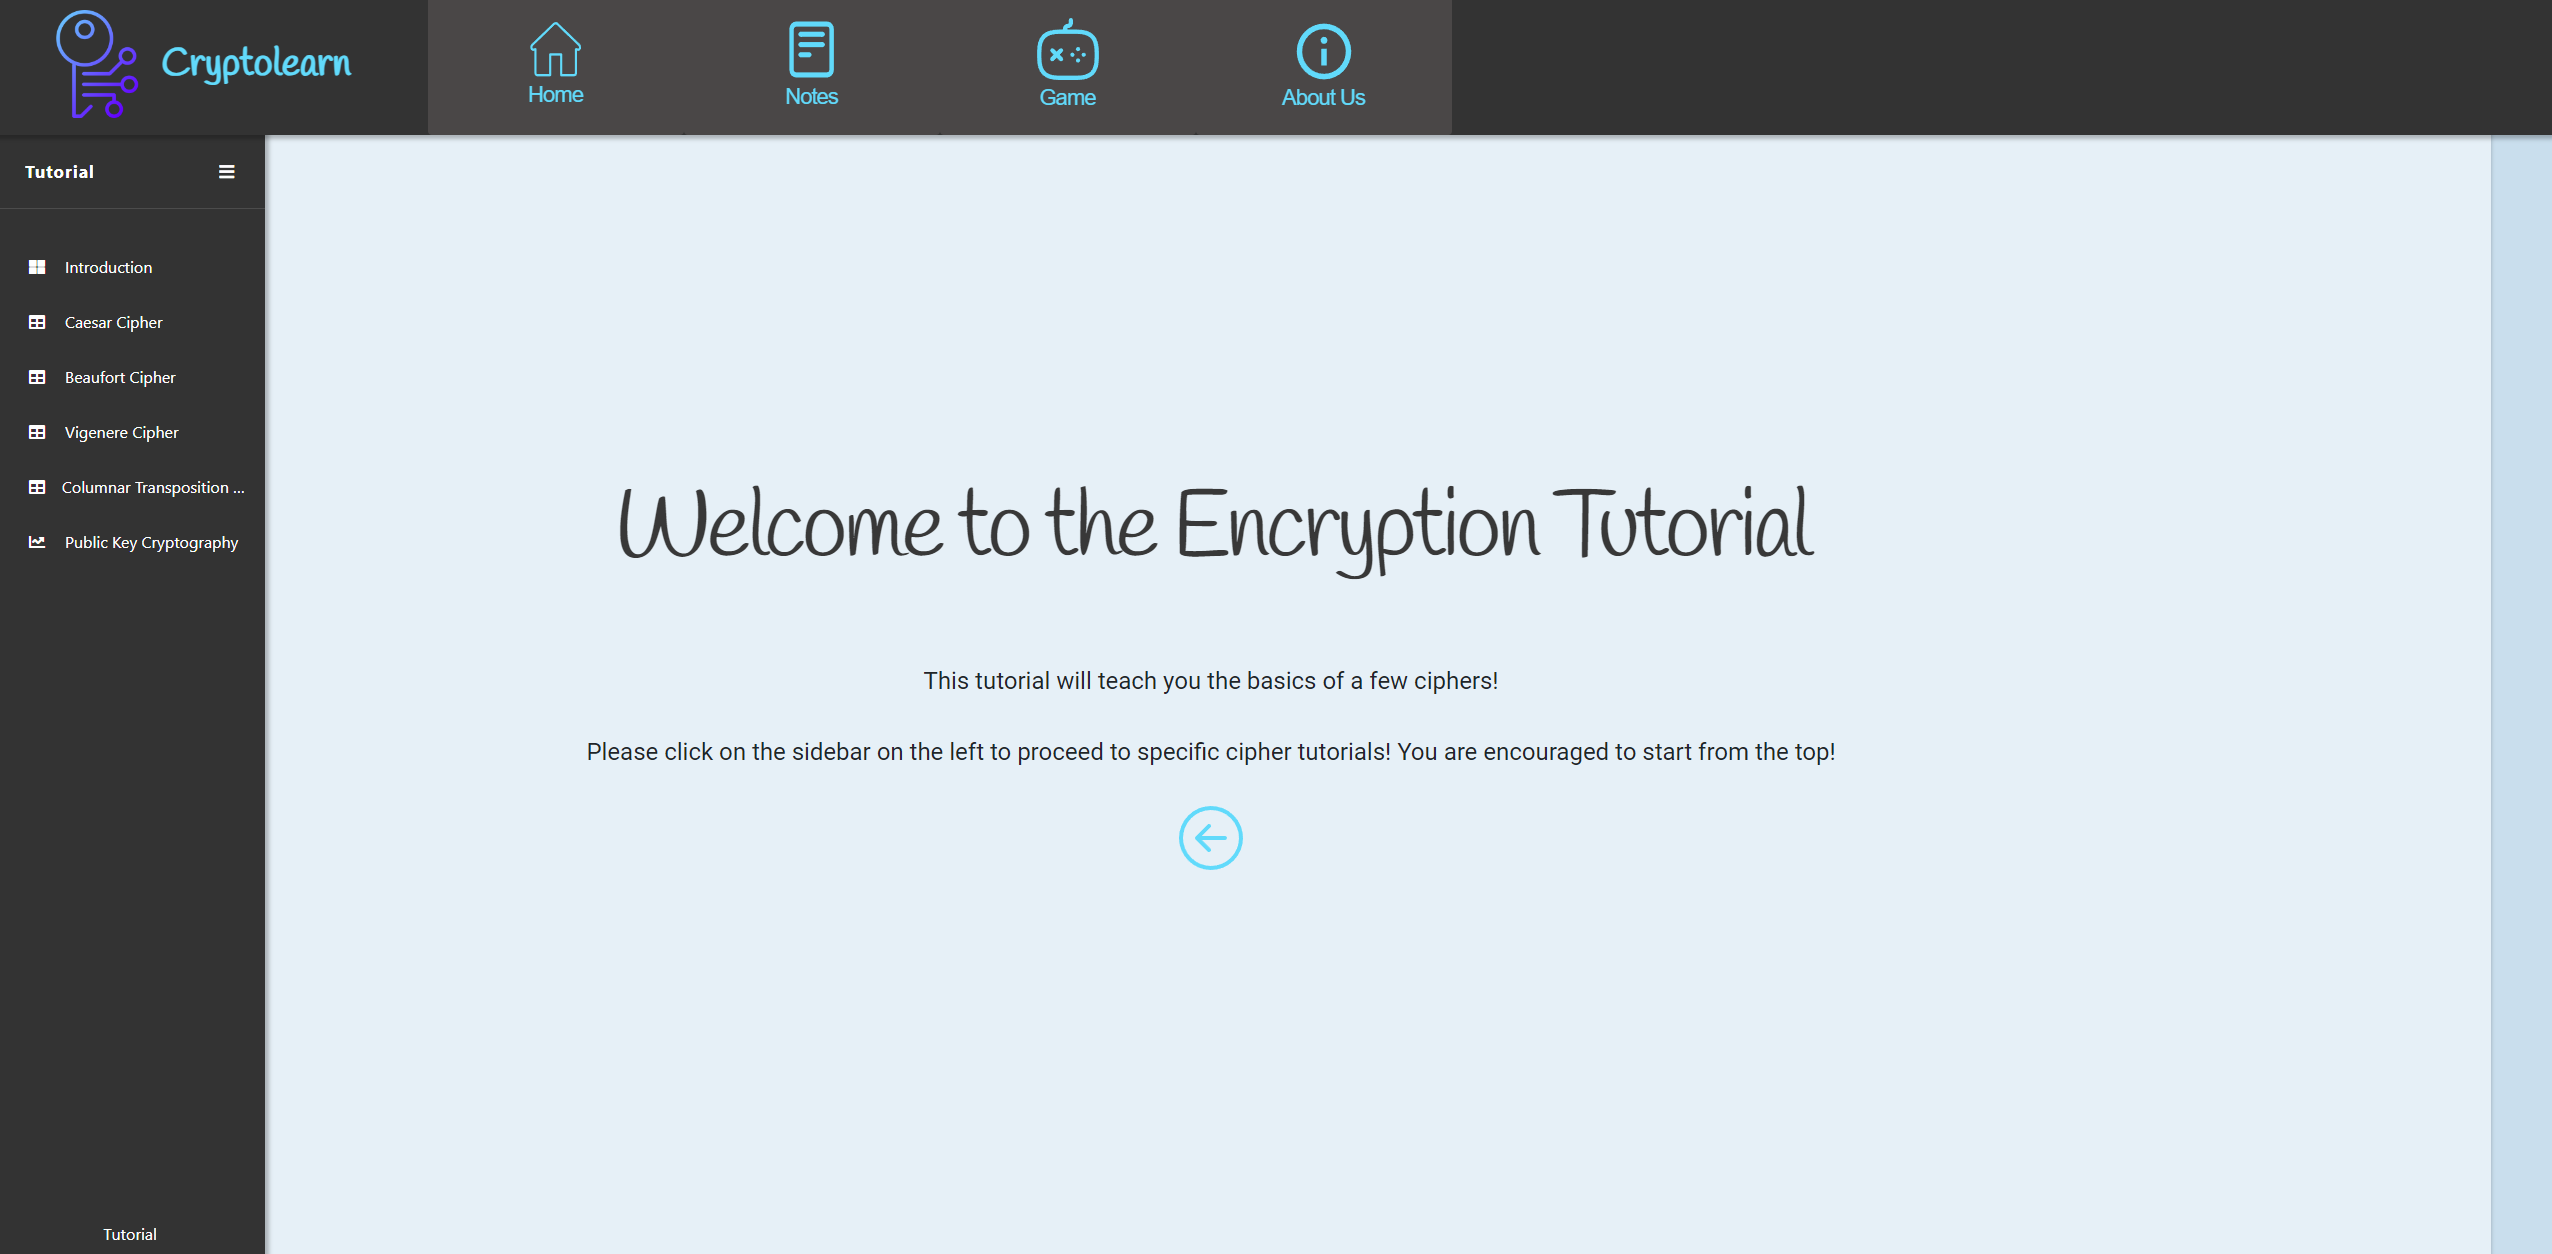 Cryptolearn
Home
Notes
Game
About Us
Tutorial
Introduction
Caesar Cipher
Beaufort Cipher
Vigenere Cipher
Columnar Transposition ...
Public Key Cryptography
Welcome to the Encryption Tutorial
This tutorial will teach you the basics of a few ciphers!
Please click on the sidebar on the left to proceed to specific cipher tutorials! You are encouraged to start from the top!
Tutorial